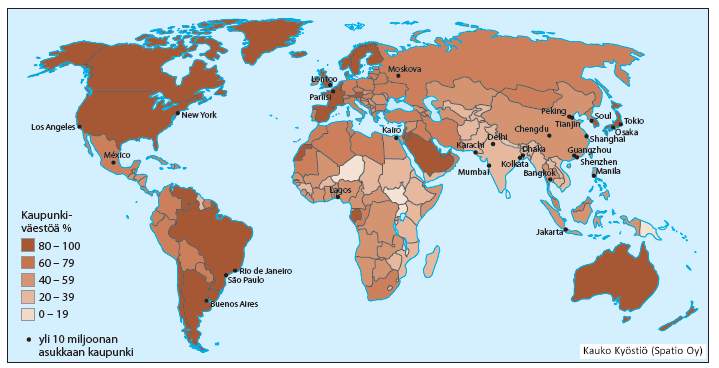 Moskova
Lontoo
Pariisi
New York
Los Angeles
México
Kairo
Karachi
Delhi
Peking
Tianjin
Soul
Tokio
Osaka
Chengdu
Shanghai
Dhaka
Guangzhou
Shenzhen
Mumbai
Kolkata
Bangkok
Manila
Lagos
Jakarta
Rio de Janeiro
São Paulo
Buenos Aires
Kaupunki-
väestöä %
80 – 100
60 – 79
40 – 59
20 – 39
0 – 19
yli 10 miljoonan
asukkaan kaupunki
Kauko Kyöstiö (Spatio Oy)